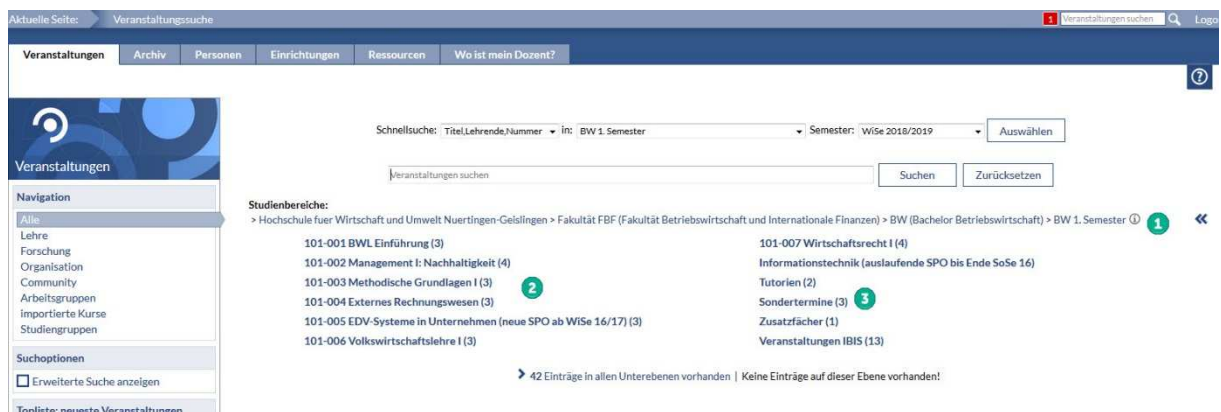 Aktuelle Seite: Veranstaltungssuche 1 Veranstaltungen suchen Logo
Veranstaltungen Archiv Personen Einrichtungen Ressourcen Wo ist mein Dozent?
?
Schnellsuche: Titel,Lehrende,Nummer in: BW 1. Semester Semester: WiSe 2018/2019 Auswählen
Veranstaltungen
Veranstaltungen suchen Suchen Zurücksetzen
Navigation
Alle
Lehre
Forschung
Organisation
Community
Arbeitsgruppen
importierte Kurse
Studiengruppen
Suchoptionen
Erweiterte Suche anzeigen
Topliste: neueste Veranstaltungen
Studienbereiche:
> Hochschule fuer Wirtschaft und Umwelt Nuertingen-Geislingen > Fakultät FBF (Fakultät Betriebswirtschaft und Internationale Finanzen) > BW (Bachelor Betriebswirtschaft) > BW 1. Semester 1
101-001 BWL Einführung (3)
101-002 Management I: Nachhaltigkeit (4)
101-003 Methodische Grundlagen I (3)
2
101-004 Externes Rechnungswesen (3)
101-005 EDV-Systeme in Unternehmen (neue SPO ab WiSe 16/17) (3)
101-006 Volkswirtschaftslehre I (3)
101-007 Wirtschaftsrecht I (4)
Informationstechnik (auslaufende SPO bis Ende SoSe 16)
Tutorien (2)
Sondertermine (3) 3
Zusatzfächer (1)
Veranstaltungen IBIS (13)
42 Einträge in allen Unterebenen vorhanden | Keine Einträge auf dieser Ebene vorhanden!